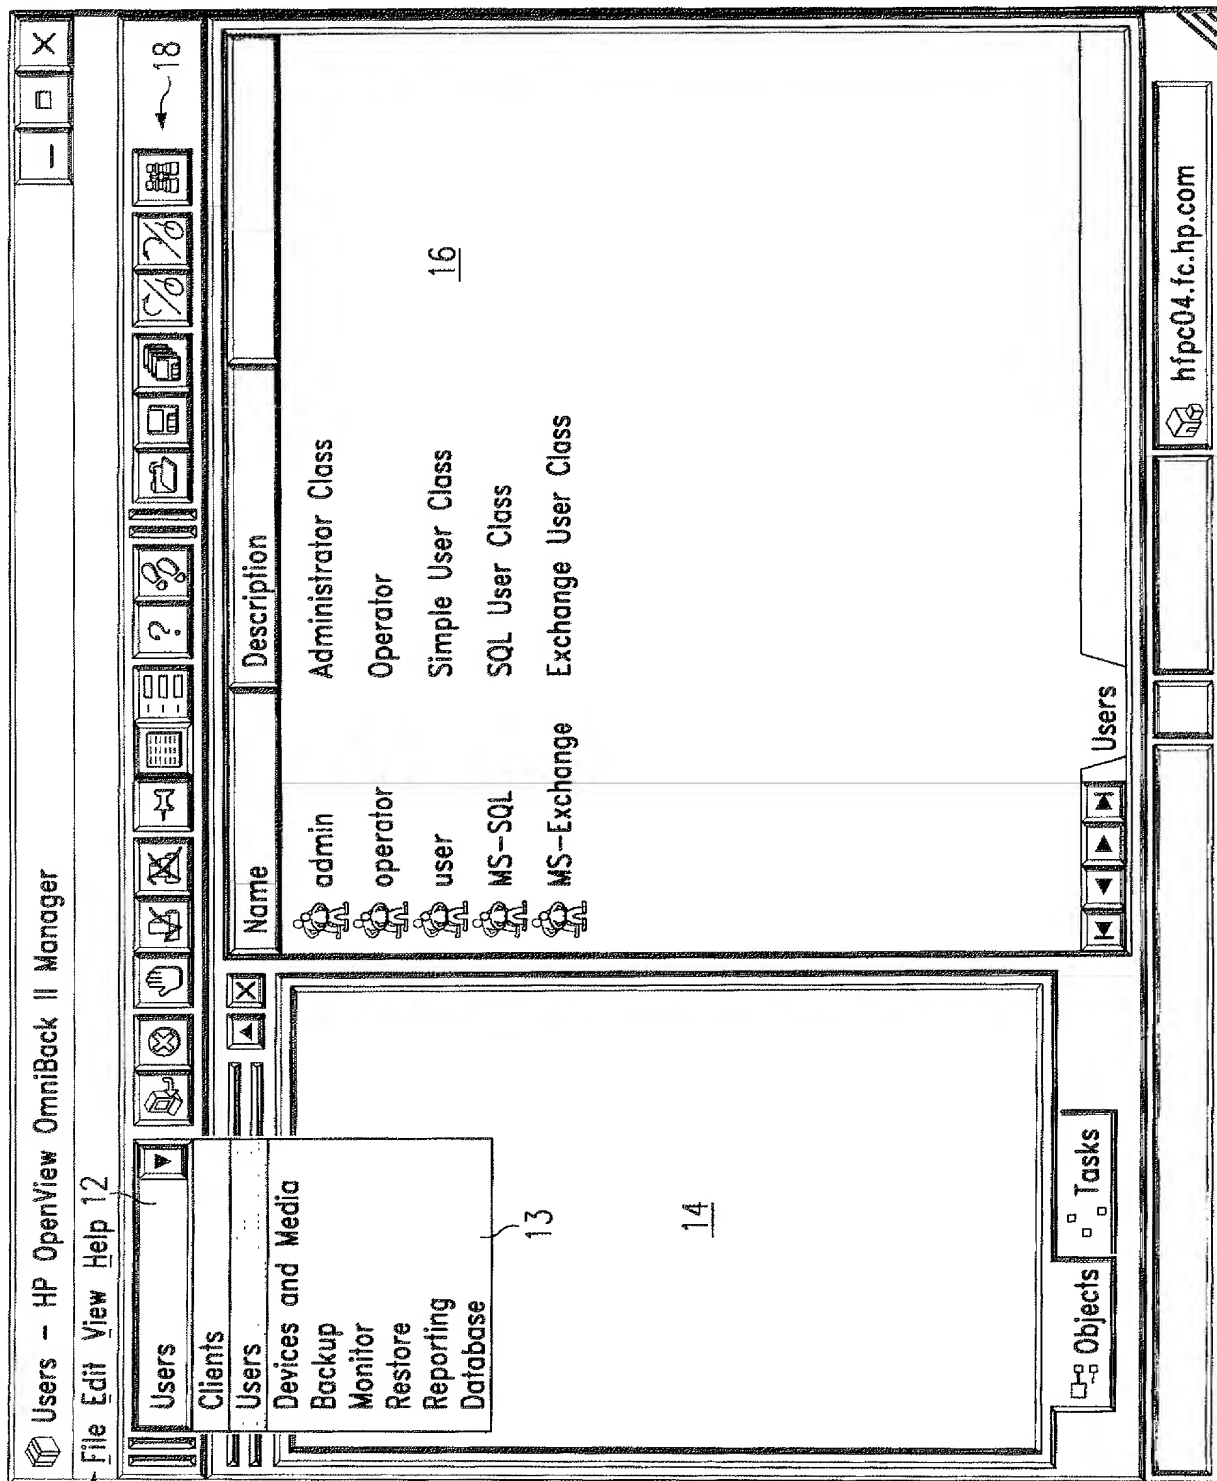 Users - HP OpenView OmniBack II Manager
File Edit View Help 12
18
Users
Clients
Users
Devices and Media
Backup
Monitor
Restore
Reporting
Database
13
14
Objects
Tasks
Name Description
admin Administrator Class
operator Operator
user Simple User Class
MS-SQL SQL User Class
MS-Exchange Exchange User Class
16
Users
hfpc04.fc.hp.com